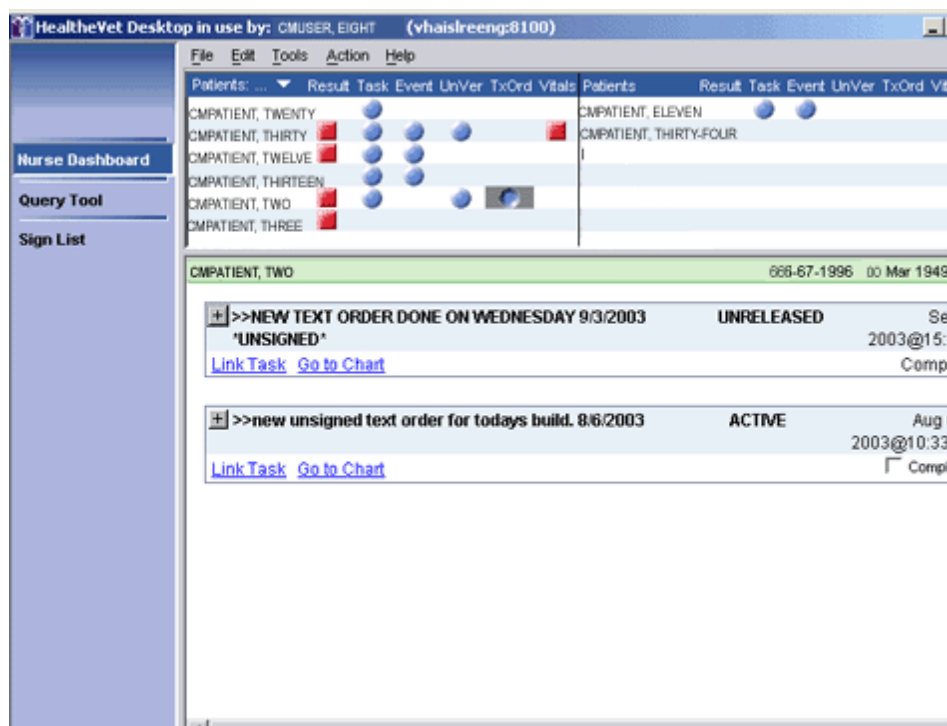 HealtheVet Desktop in use by: CMUSER, EIGHT (vhaislreeng:8100)
File Edit Tools Action Help
Patients: ... Result Task Event UnVer TxOrd Vitals Patients Result Task Event UnVer TxOrd Vit
CMPATIENT, TWENTY CMPATIENT, ELEVEN
CMPATIENT, THIRTY CMPATIENT, THIRTY-FOUR
CMPATIENT, TWELVE
CMPATIENT, THIRTEEN
CMPATIENT, TWO
CMPATIENT, THREE
Nurse Dashboard
Query Tool
Sign List
CMPATIENT, TWO 666-67-1996 00 Mar 1949
+ >>NEW TEXT ORDER DONE ON WEDNESDAY 9/3/2003 UNRELEASED Se
*UNSIGNED* 2003@15:
Link Task Go to Chart Comp
+ >>new unsigned text order for todays build. 8/6/2003 ACTIVE Aug
2003@10:33
Link Task Go to Chart Compl